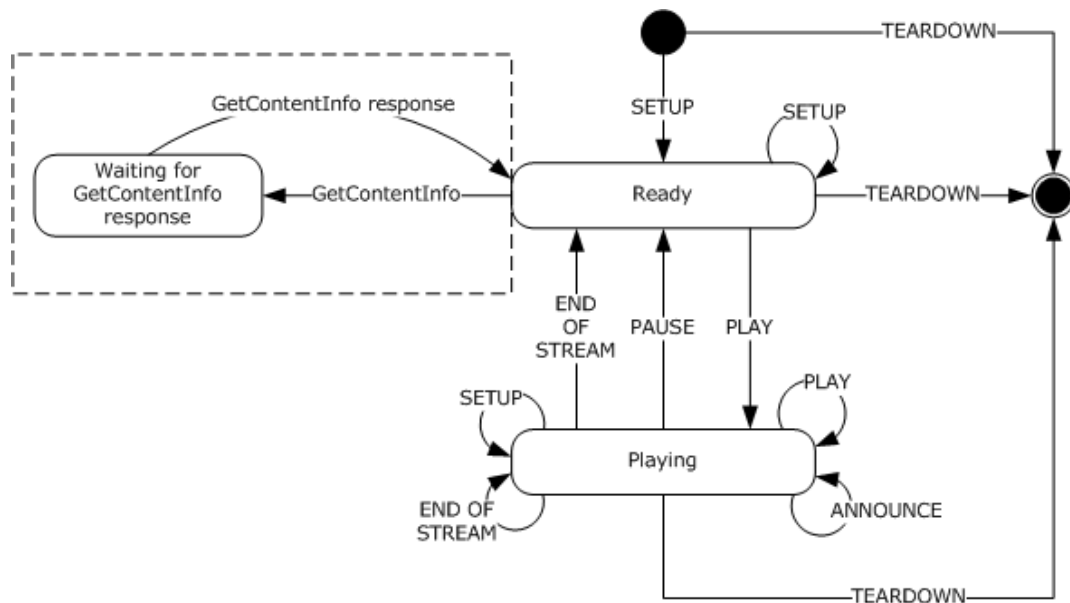 TEARDOWN
GetContentInfo response
SETUP
SETUP
Waiting for
GetContentInfo
response
GetContentInfo
Ready
TEARDOWN
END
OF
STREAM
PAUSE
PLAY
SETUP
PLAY
Playing
END OF
STREAM
ANNOUNCE
TEARDOWN